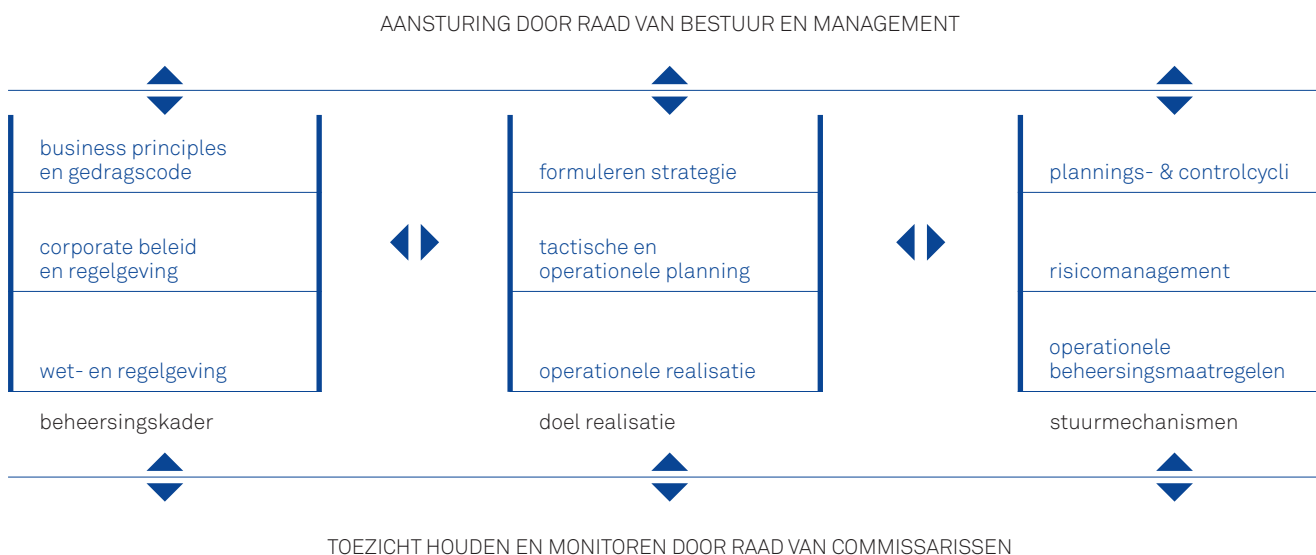 AANSTURING DOOR RAAD VAN BESTUUR EN MANAGEMENT
business principles
en gedragscode
corporate beleid
en regelgeving
wet- en regelgeving
beheersingskader
formuleren strategie
tactische en
operationele planning
operationele realisatie
doel realisatie
plannings- & controlcycli
risicomanagement
operationele
beheersingsmaatregelen
stuurmechanismen
TOEZICHT HOUDEN EN MONITOREN DOOR RAAD VAN COMMISSARISSEN